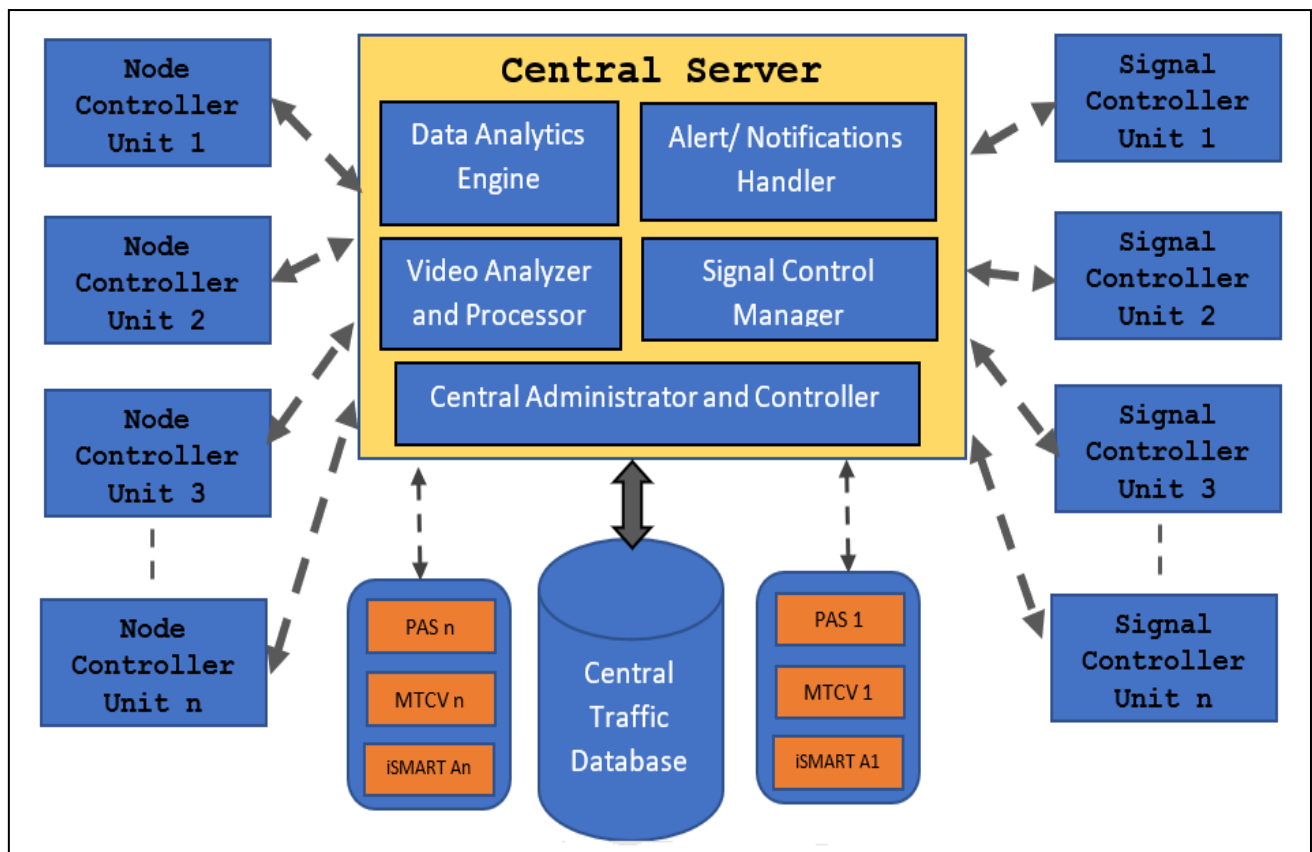 Central Server
Data Analytics
Engine
Alert/ Notifications
Handler
Video Analyzer
and Processor
Signal Control
Manager
Central Administrator and Controller
Node
Controller
Unit 1
Node
Controller
Unit 2
Node
Controller
Unit 3
Node
Controller
Unit n
Signal
Controller
Unit 1
Signal
Controller
Unit 2
Signal
Controller
Unit 3
Signal
Controller
Unit n
PAS n
MTCV n
iSMART An
Central
Traffic
Database
PAS 1
MTCV 1
iSMART A1